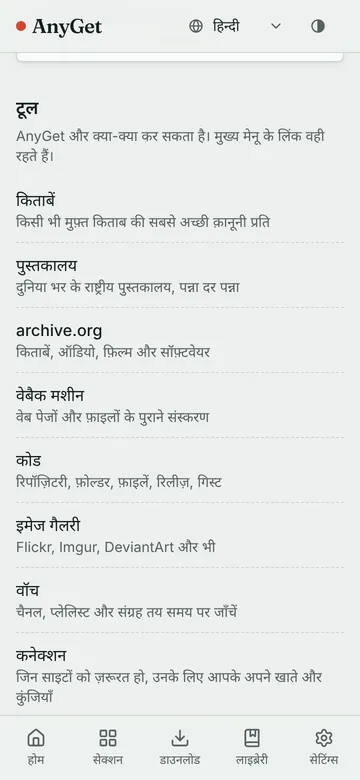 AnyGet
हिन्दी
टूल
AnyGet और क्या-क्या कर सकता है। मुख्य मेनू के लिंक वही
रहते हैं।
किताबें
किसी भी मुफ़्त किताब की सबसे अच्छी क़ानूनी प्रति
पुस्तकालय
दुनिया भर के राष्ट्रीय पुस्तकालय, पन्ना दर पन्ना
archive.org
किताबें, ऑडियो, फ़िल्म और सॉफ़्टवेयर
वेबैक मशीन
वेब पेजों और फ़ाइलों के पुराने संस्करण
कोड
रिपॉज़िटरी, फ़ोल्डर, फ़ाइलें, रिलीज़, गिस्ट
इमेज गैलरी
Flickr, Imgur, DeviantArt और भी
वॉच
चैनल, प्लेलिस्ट और संग्रह तय समय पर जाँचें
कनेक्शन
जिन साइटों को ज़रूरत हो, उनके लिए आपके अपने खाते और
कुंजियाँ
होम
सेक्शन
डाउनलोड
लाइब्रेरी
सेटिंग्स